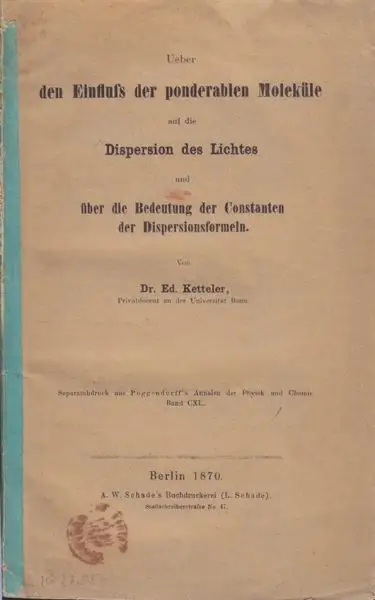 Ueber
den Einfluſs der ponderablen Moleküle
auf die
Dispersion des Lichtes
und
über die Bedeutung der Constanten
der Dispersionsformeln.
Von
Dr. Ed. Ketteler,
Privatdocent an der Universität Bonn.
Separatabdruck aus Poggendorff's Annalen der Physik und Chemie
Band CXL.
Berlin 1870.
A. W. Schade's Buchdruckerei (L. Schade).
Stallschreiberstraſse No. 47.